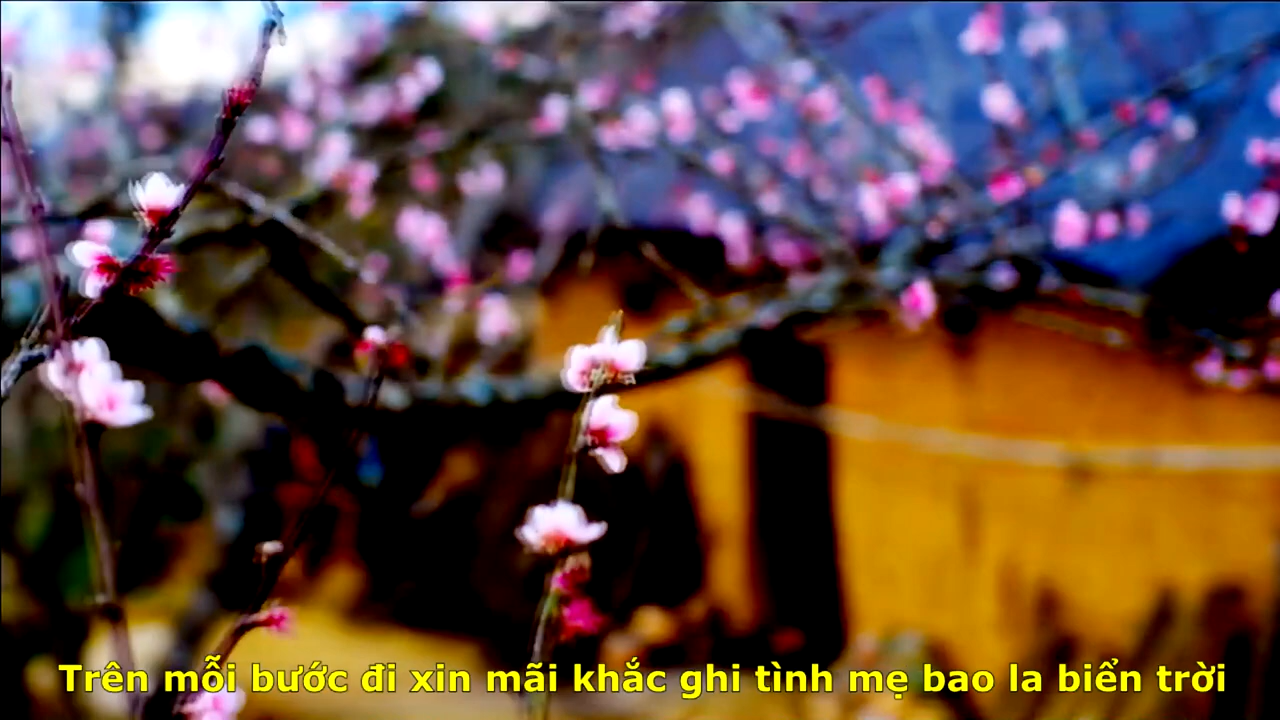 Trên mỗi bước đi xin mãi khắc ghi tình mẹ bao la biển trời